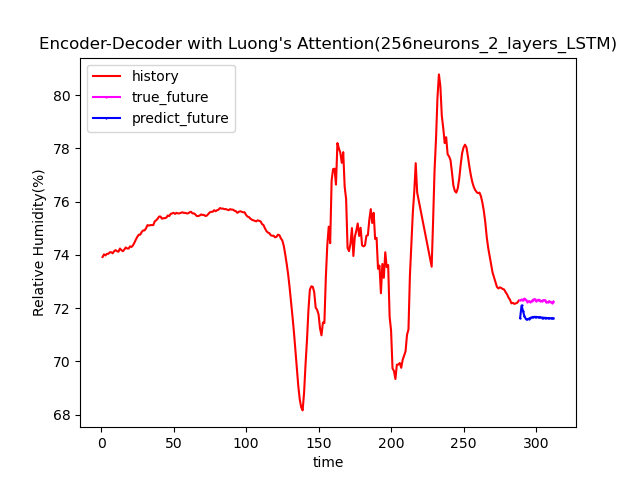 Encoder-Decoder with Luong's Attention(256neurons_2_layers_LSTM)
history
true_future
predict_future
Relative Humidity(%)
80
78
76
74
72
70
68
0 50 100 150 200 250 300
time